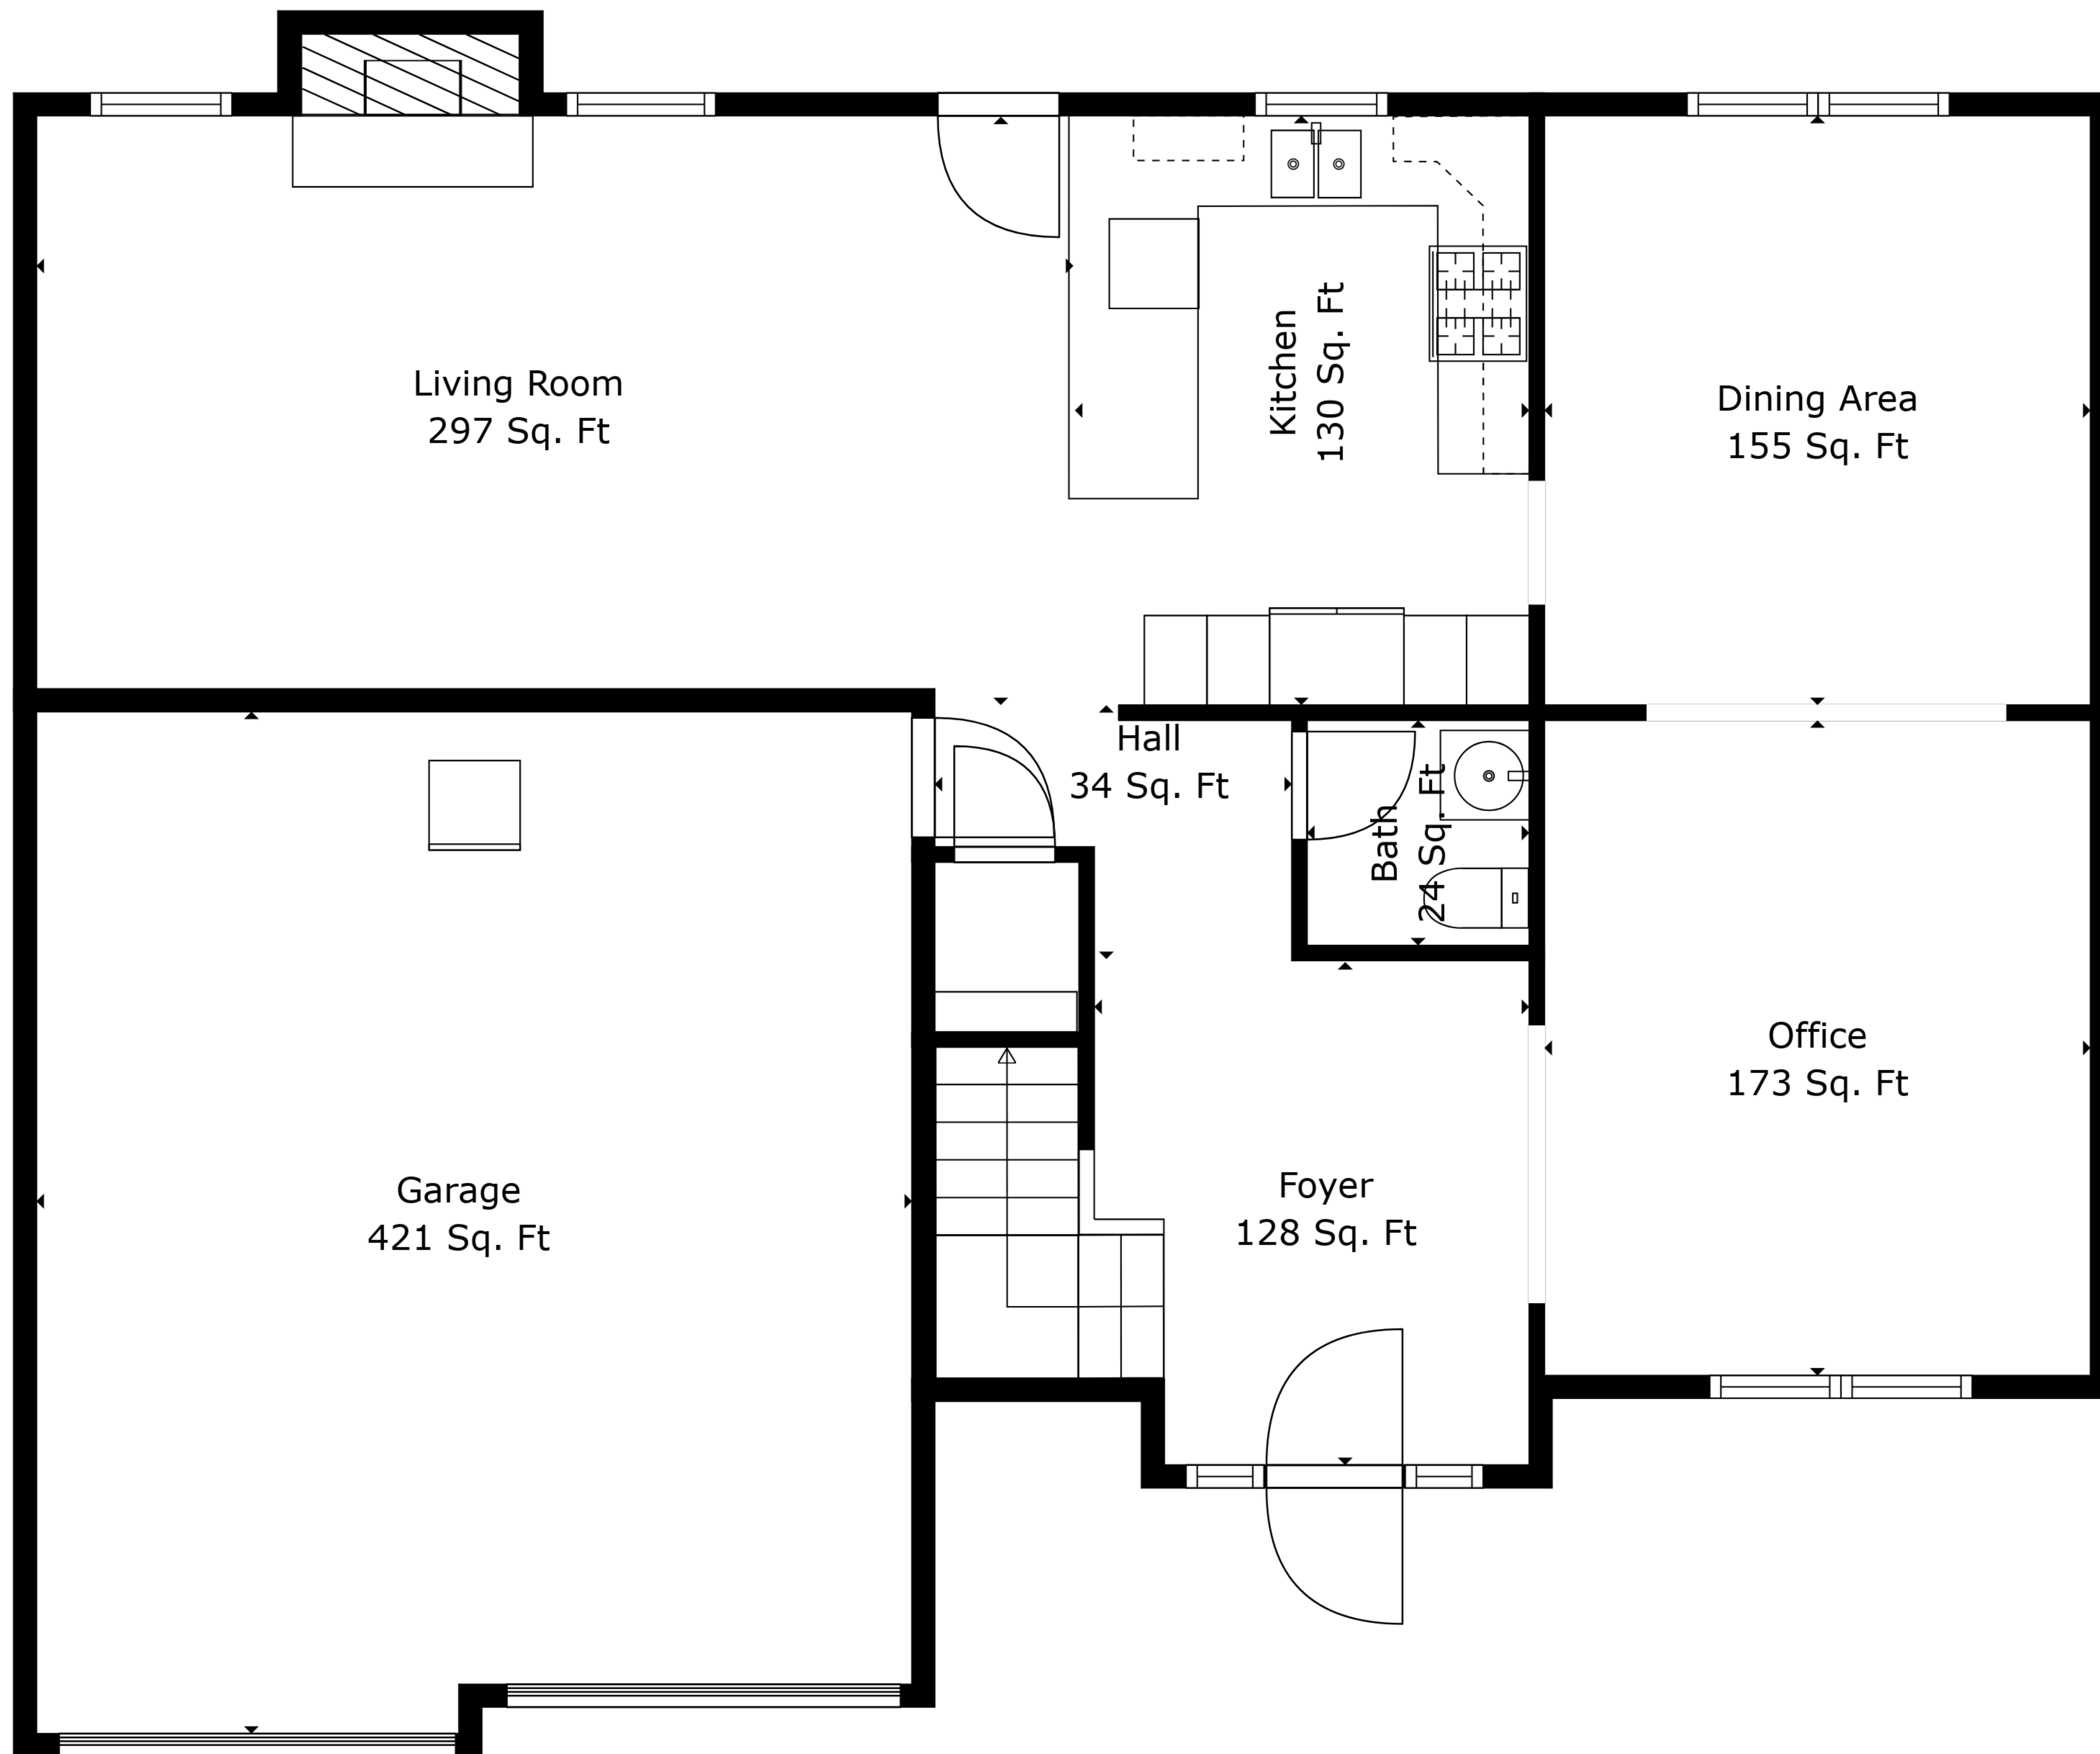 Living Room
297 Sq. Ft
Kitchen
130 Sq. Ft
Dining Area
155 Sq. Ft
Hall
34 Sq. Ft
Bath
24 Sq. Ft
Office
173 Sq. Ft
Garage
421 Sq. Ft
Foyer
128 Sq. Ft